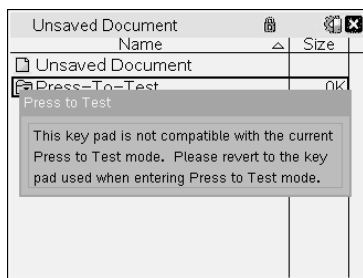 Unsaved Document
Name Size
Unsaved Document
Press-To-Test 0K
Press to Test
This key pad is not compatible with the current
Press to Test mode. Please revert to the key
pad used when entering Press to Test mode.